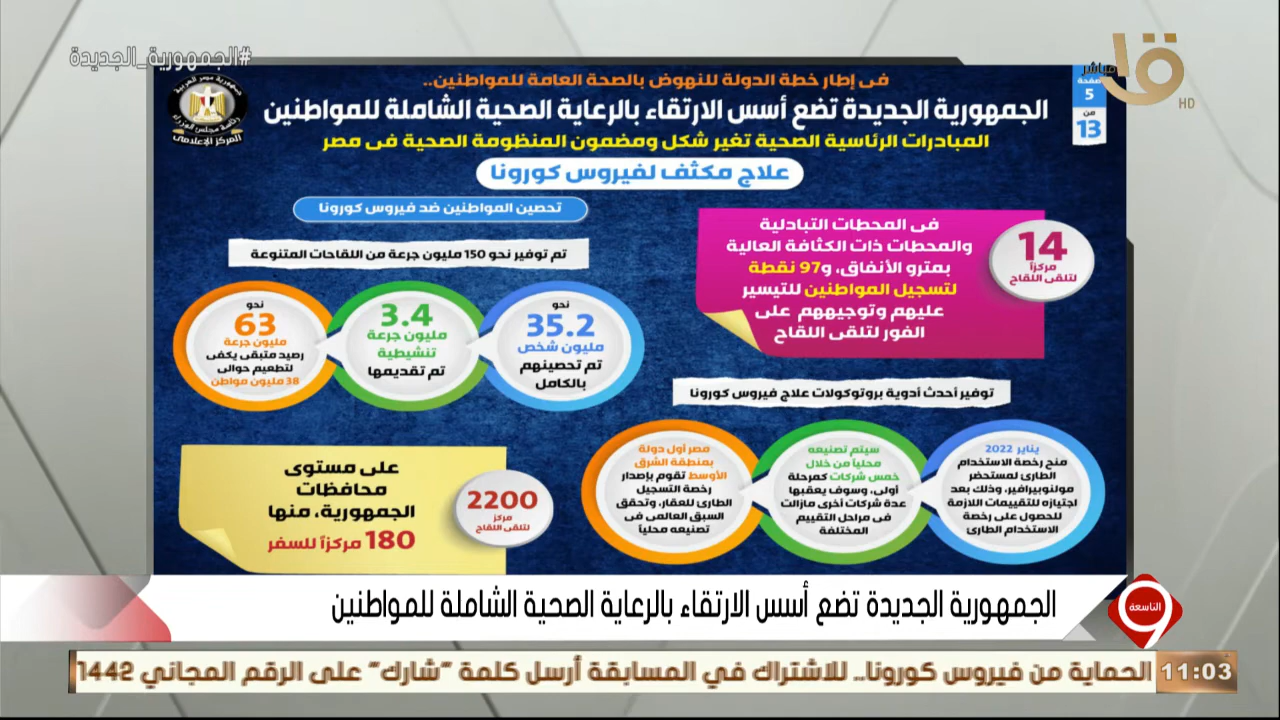 #الجمهورية_الجديدة
مباشر
HD
صفحة
5
من
13
فى إطار خطة الدولة للنهوض بالصحة العامة للمواطنين..
الجمهورية الجديدة تضع أسس الارتقاء بالرعاية الصحية الشاملة للمواطنين
المبادرات الرئاسية الصحية تغير شكل ومضمون المنظومة الصحية فى مصر
جمهورية مصر العربية
رئاسة مجلس الوزراء
المركز الإعلامى
علاج مكثف لفيروس كورونا
14
مركزاً
لتلقى اللقاح
فى المحطات التبادلية
والمحطات ذات الكثافة العالية
بمترو الأنفاق، و97 نقطة
لتسجيل المواطنين للتيسير
عليهم وتوجيههم على
الفور لتلقى اللقاح
تحصين المواطنين ضد فيروس كورونا
تم توفير نحو 150 مليون جرعة من اللقاحات المتنوعة
نحو
35.2
مليون شخص
تم تحصينهم
بالكامل
3.4
مليون جرعة
تنشيطية
تم تقديمها
نحو
63
مليون جرعة
رصيد متبقى يكفى
لتطعيم حوالى
38 مليون مواطن
توفير أحدث أدوية بروتوكولات علاج فيروس كورونا
يناير 2022
منح رخصة الاستخدام
الطارئ لمستحضر
مولنوبيرافير، وذلك بعد
اجتيازه للتقييمات اللازمة
للحصول على رخصة
الاستخدام الطارئ
سيتم تصنيعه
محلياً من خلال
خمس شركات كمرحلة
أولى، وسوف يعقبها
عدة شركات أخرى مازالت
فى مراحل التقييم
المختلفة
مصر أول دولة
بمنطقة الشرق
الأوسط تقوم بإصدار
رخصة التسجيل
الطارئ للعقار، وتحقق
السبق العالمى فى
تصنيعه محلياً
2200
مركز
لتلقى اللقاح
على مستوى
محافظات
الجمهورية، منها
180 مركزاً للسفر
التاسعة
9
الجمهورية الجديدة تضع أسس الارتقاء بالرعاية الصحية الشاملة للمواطنين
11:03
الحماية من فيروس كورونا.. للاشتراك في المسابقة أرسل كلمة "شارك" على الرقم المجاني 1442